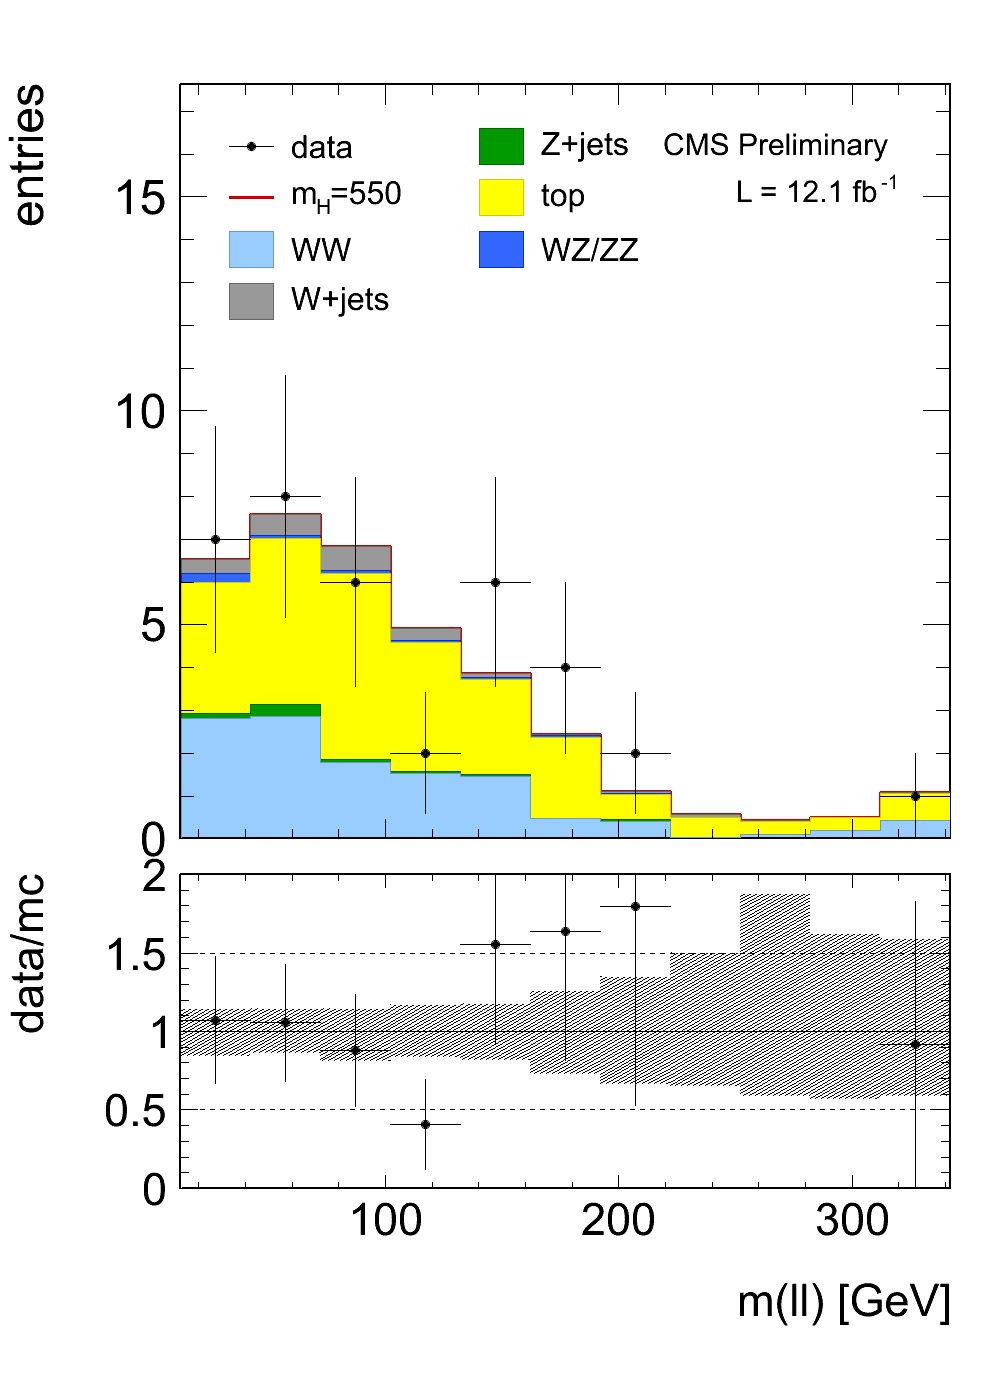 entries
15
10
5
0
data
m_H=550
WW
W+jets
Z+jets
top
WZ/ZZ
CMS Preliminary
L = 12.1 fb^-1
data/mc
2
1.5
1
0.5
0
100 200 300
m(ll) [GeV]